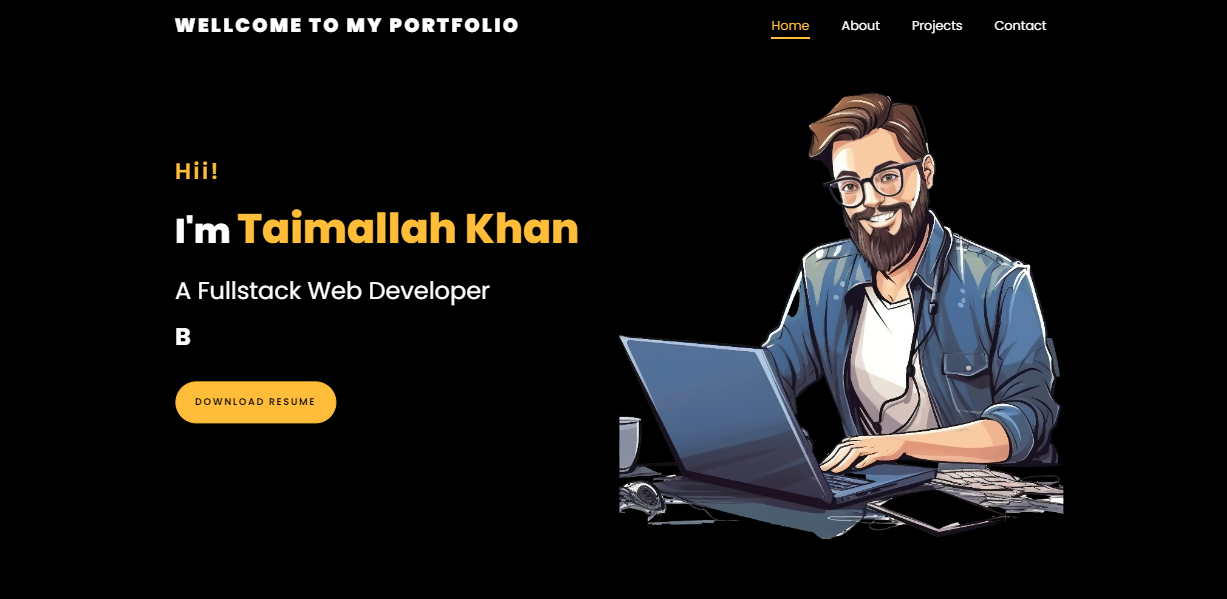 WELLCOME TO MY PORTFOLIO
Home About Projects Contact
Hii!
I'm Taimallah Khan
A Fullstack Web Developer
B
DOWNLOAD RESUME